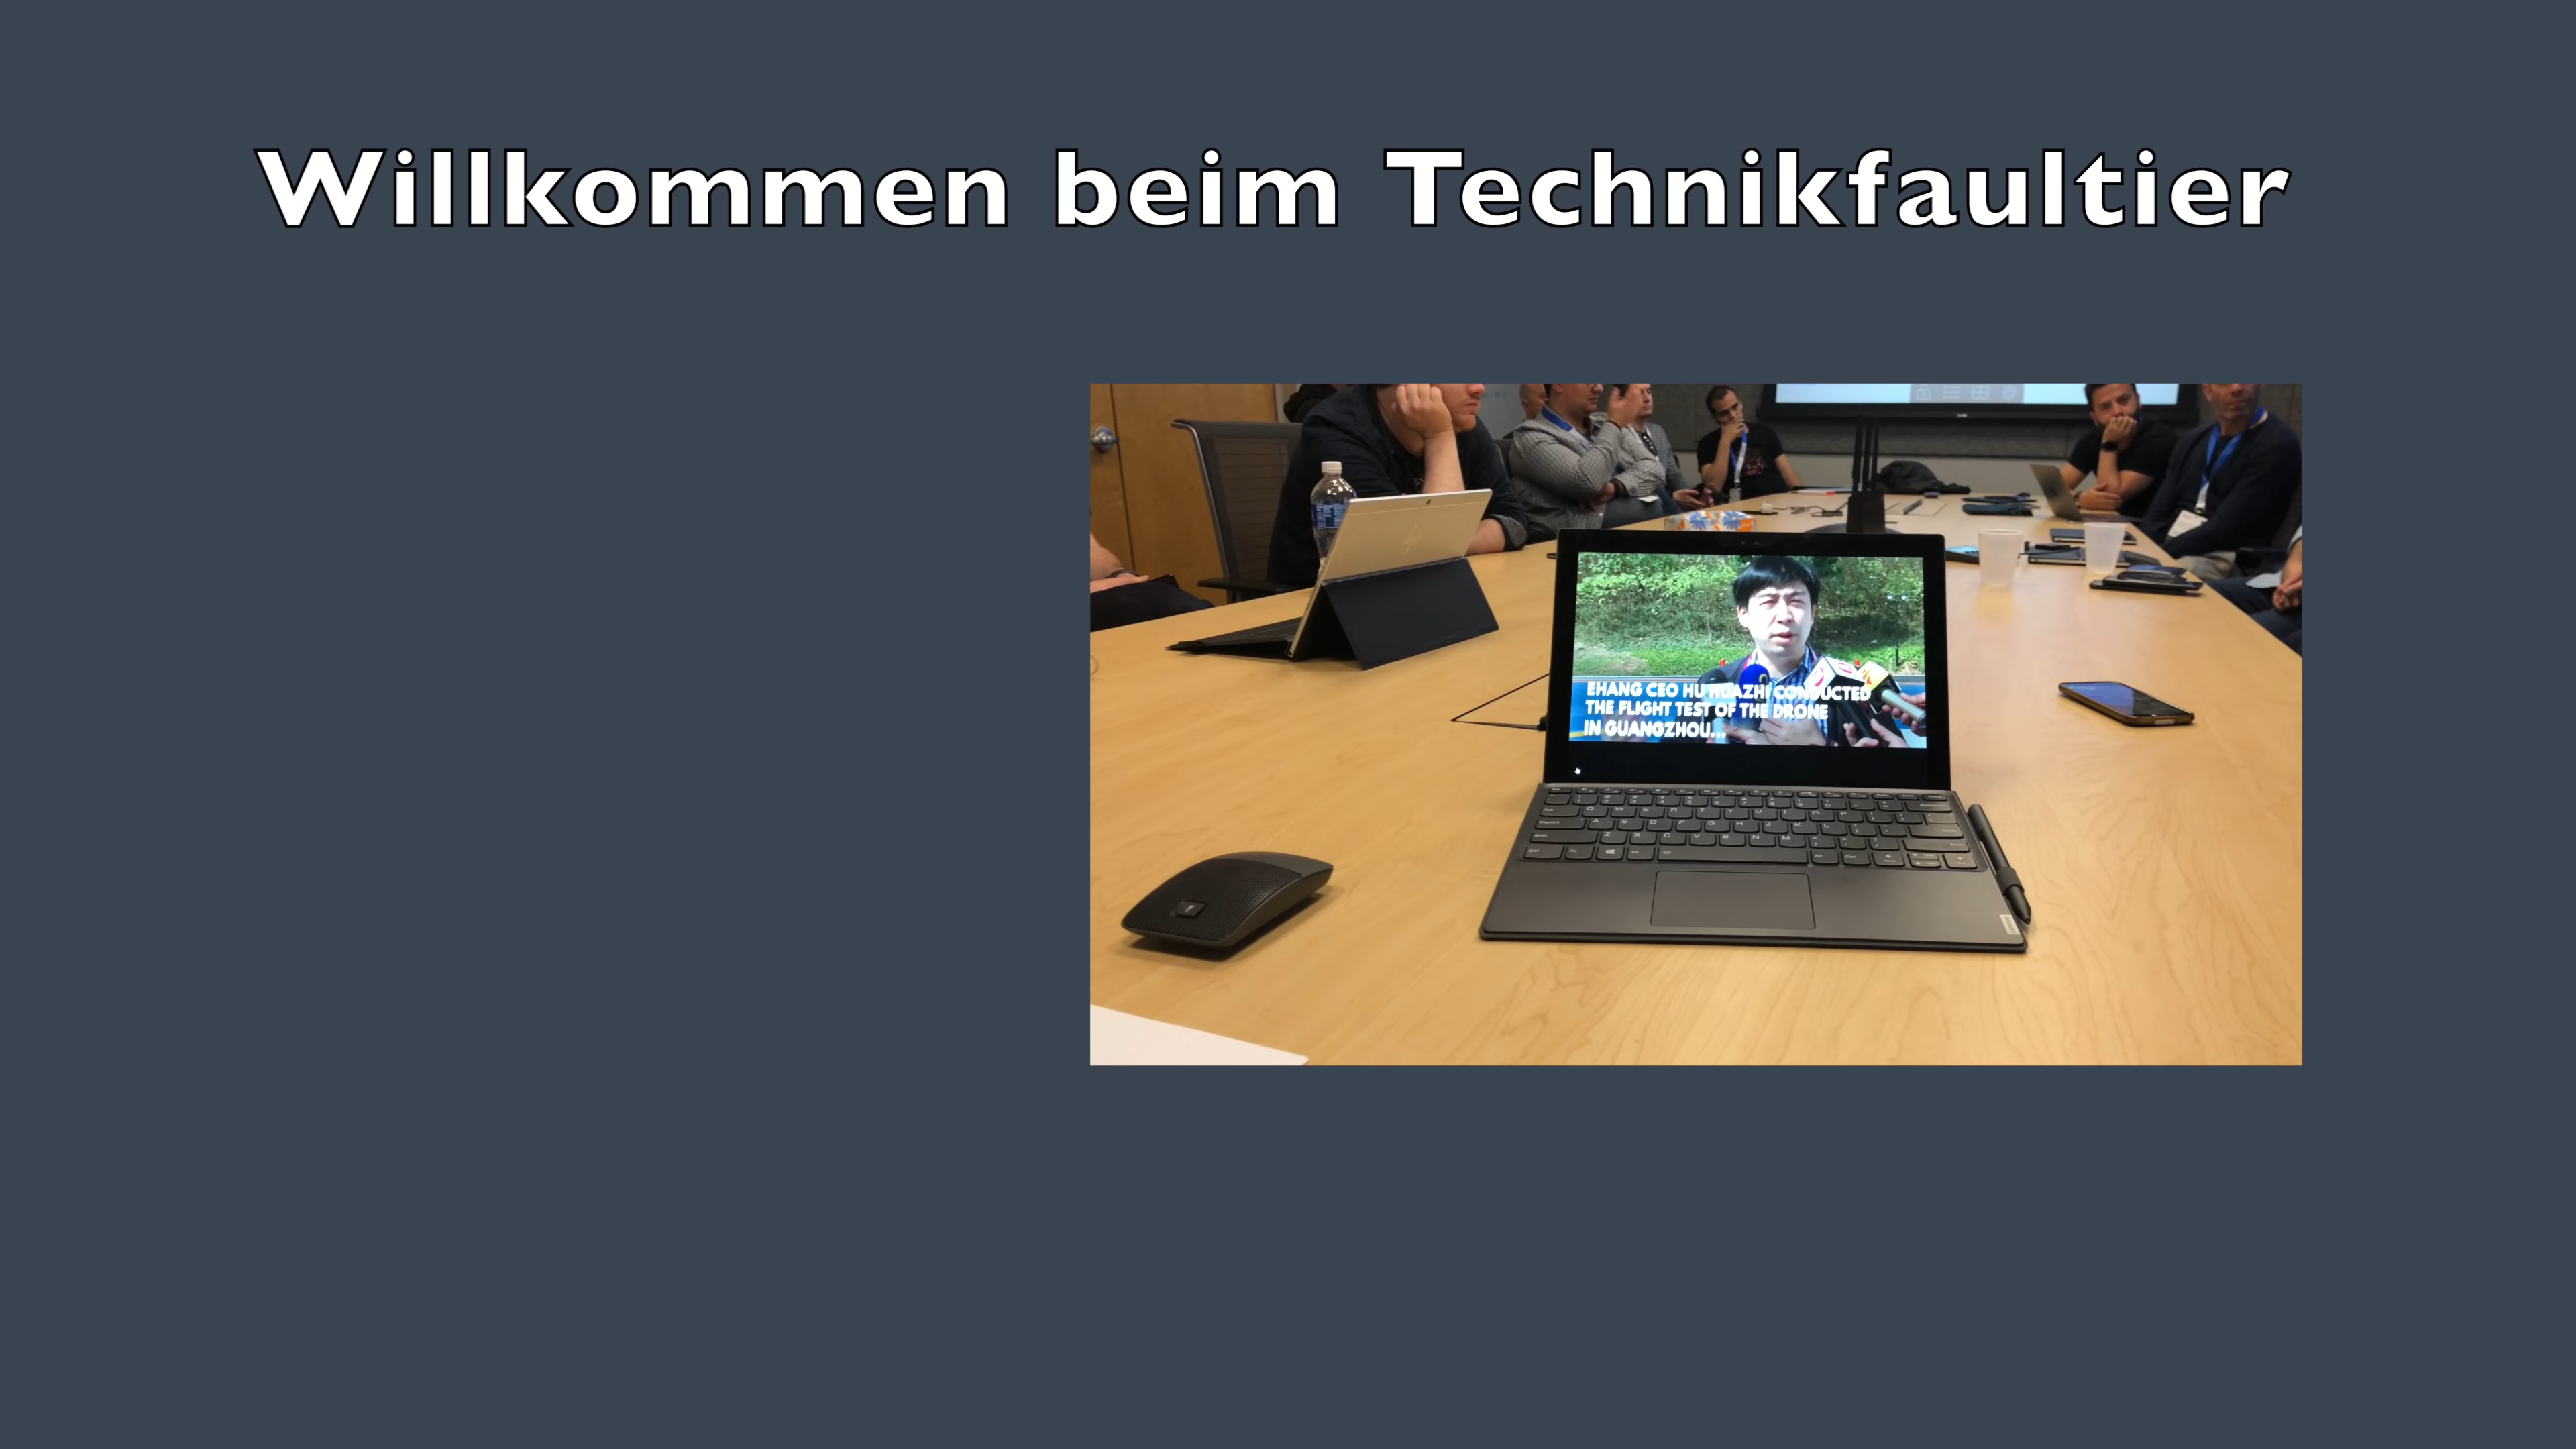 Willkommen beim Technikfaultier
EHANG CEO HU HUAZHI CONDUCTED
THE FLIGHT TEST OF THE DRONE
IN GUANGZHOU...